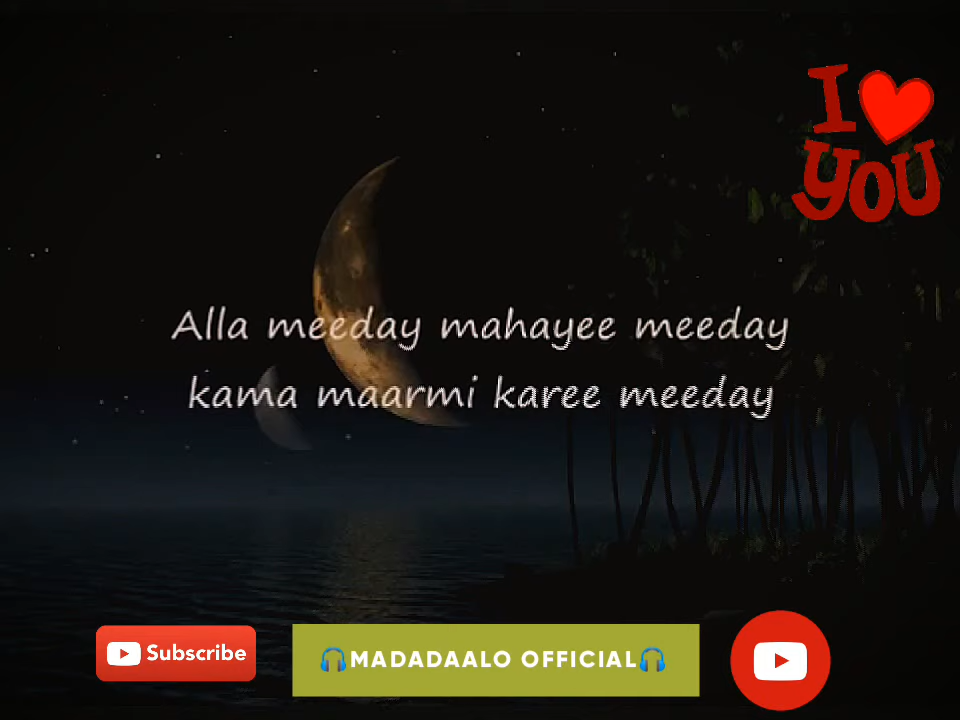 I
YOU
Alla meeday mahayee meeday
kama maarmi karee meeday
Subscribe
🎧MADADAALO OFFICIAL🎧